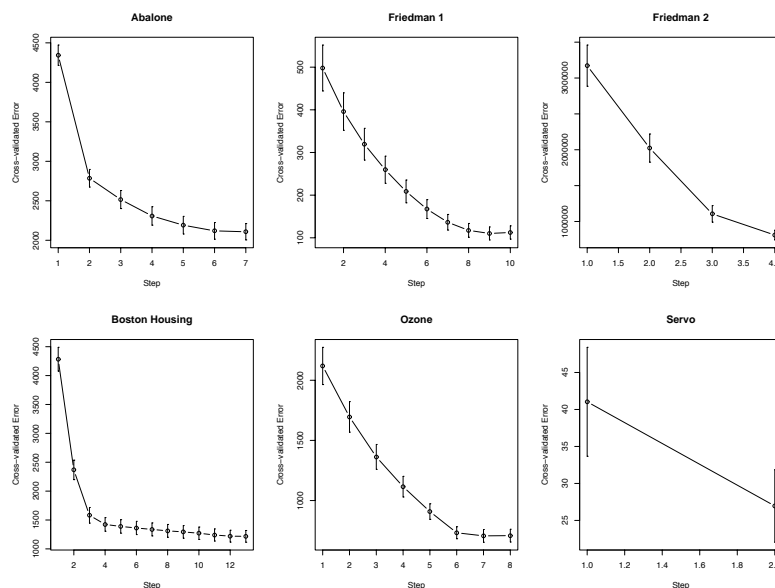 Abalone
Cross-validated Error
4500
4000
3500
3000
2500
2000
1 2 3 4 5 6 7
Step
Friedman 1
Cross-validated Error
500
400
300
200
100
2 4 6 8 10
Step
Friedman 2
Cross-validated Error
3000000
2000000
1000000
1.0 1.5 2.0 2.5 3.0 3.5 4.
Step
Boston Housing
Cross-validated Error
4500
4000
3500
3000
2500
2000
1500
1000
2 4 6 8 10 12
Step
Ozone
Cross-validated Error
2000
1500
1000
1 2 3 4 5 6 7 8
Step
Servo
Cross-validated Error
45
40
35
30
25
1.0 1.2 1.4 1.6 1.8 2.
Step